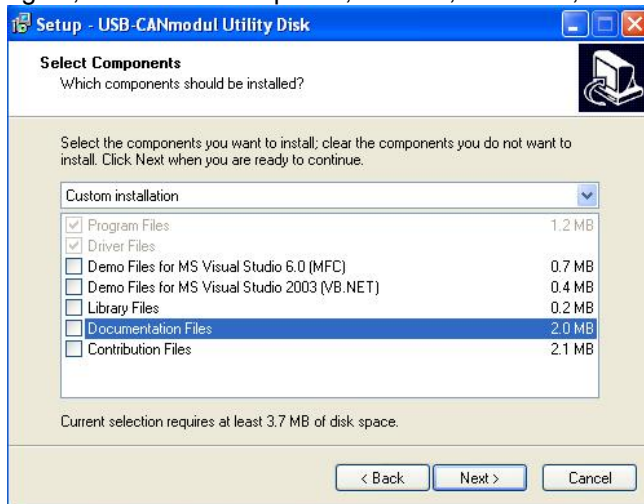 Setup - USB-CANmodul Utility Disk
Select Components
Which components should be installed?
Select the components you want to install; clear the components you do not want to
install. Click Next when you are ready to continue.
Custom installation
Program Files 1.2 MB
Driver Files
Demo Files for MS Visual Studio 6.0 (MFC) 0.7 MB
Demo Files for MS Visual Studio 2003 (VB.NET) 0.4 MB
Library Files 0.2 MB
Documentation Files 2.0 MB
Contribution Files 2.1 MB
Current selection requires at least 3.7 MB of disk space.
< Back Next > Cancel